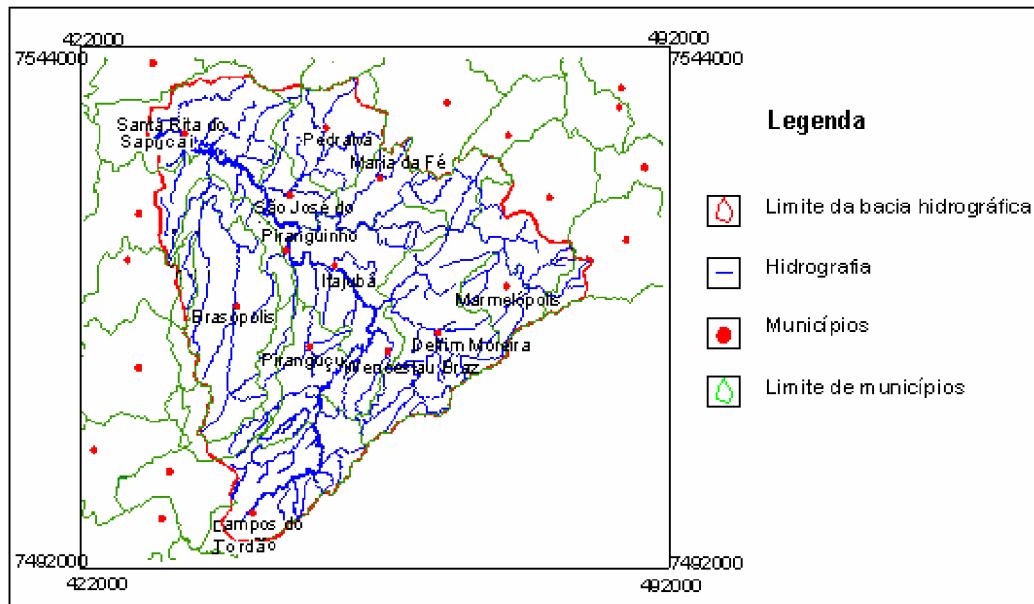 422000
492000
7544000
7544000
Santa Rita do
Sapucaí
Pedralva
Maria da Fé
São José do
Piranguinho
Itajubá
Marmelópolis
Brasópolis
Delfim Moreira
Piranguçu
Wenceslau Braz
Campos do
Jordão
7492000
7492000
422000
492000
Legenda
Limite da bacia hidrográfica
Hidrografia
Municípios
Limite de municípios